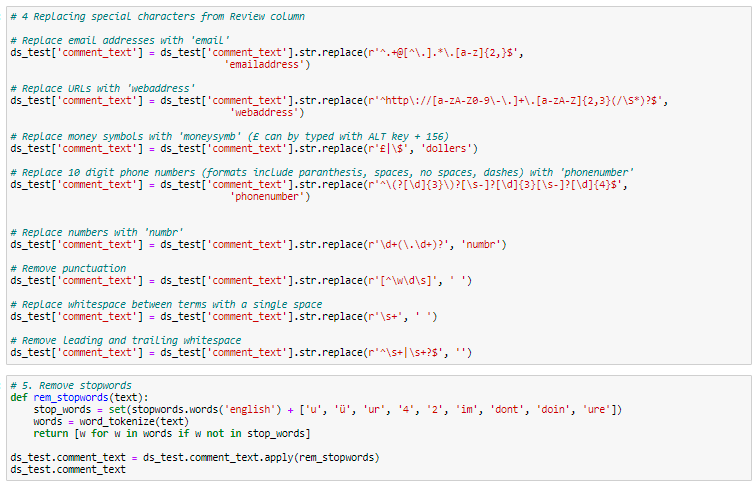 # 4 Replacing special characters from Review column
# Replace email addresses with 'email'
ds_test['comment_text'] = ds_test['comment_text'].str.replace(r'^.+@[^\.].*\.[a-z]{2,}$',
'emailaddress')
# Replace URLs with 'webaddress'
ds_test['comment_text'] = ds_test['comment_text'].str.replace(r'^http\://[a-zA-Z0-9\-\.]+\.[a-zA-Z]{2,3}(/\S*)?$',
'webaddress')
# Replace money symbols with 'moneysymb' (£ can by typed with ALT key + 156)
ds_test['comment_text'] = ds_test['comment_text'].str.replace(r'£|\$', 'dollers')
# Replace 10 digit phone numbers (formats include paranthesis, spaces, no spaces, dashes) with 'phonenumber'
ds_test['comment_text'] = ds_test['comment_text'].str.replace(r'^\(?[\d]{3}\)?[\s-]?[\d]{3}[\s-]?[\d]{4}$',
'phonenumber')
# Replace numbers with 'numbr'
ds_test['comment_text'] = ds_test['comment_text'].str.replace(r'\d+(\.\d+)?', 'numbr')
# Remove punctuation
ds_test['comment_text'] = ds_test['comment_text'].str.replace(r'[^\w\d\s]', ' ')
# Replace whitespace between terms with a single space
ds_test['comment_text'] = ds_test['comment_text'].str.replace(r'\s+', ' ')
# Remove leading and trailing whitespace
ds_test['comment_text'] = ds_test['comment_text'].str.replace(r'^\s+|\s+?$', '')
# 5. Remove stopwords
def rem_stopwords(text):
stop_words = set(stopwords.words('english') + ['u', 'ü', 'ur', '4', '2', 'im', 'dont', 'doin', 'ure'])
words = word_tokenize(text)
return [w for w in words if w not in stop_words]
ds_test.comment_text = ds_test.comment_text.apply(rem_stopwords)
ds_test.comment_text